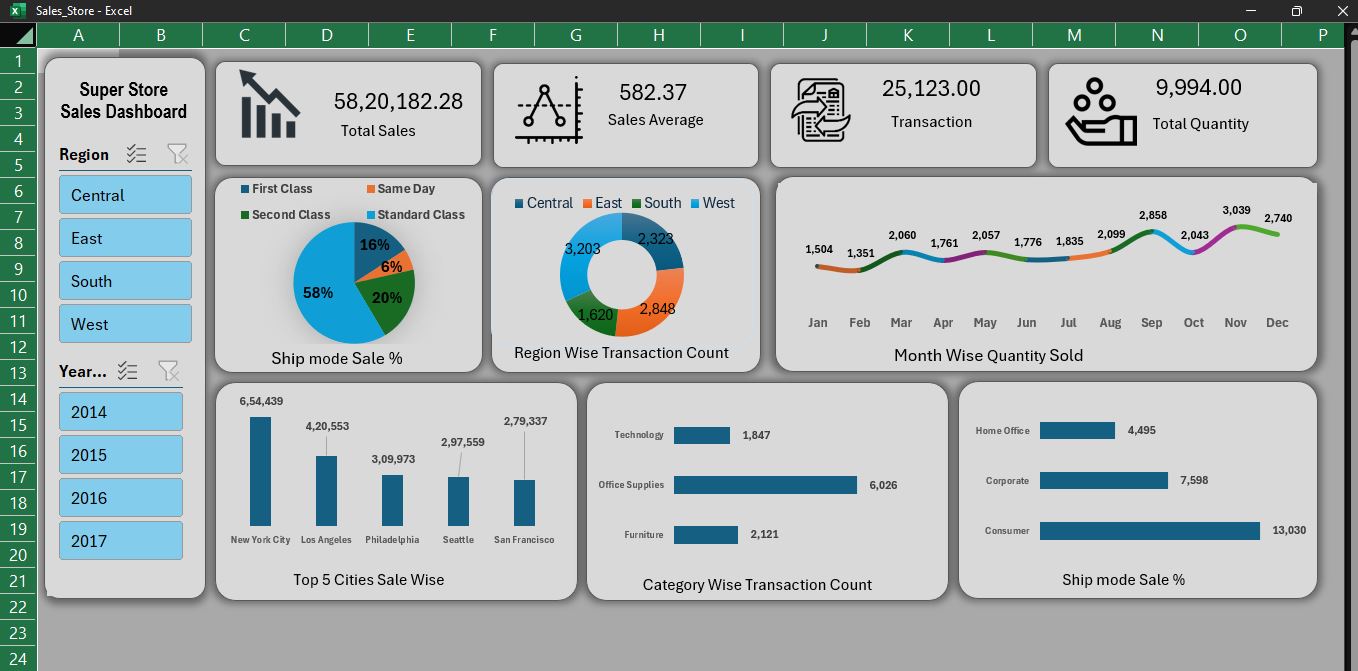 Sales_Store - Excel
A B C D E F G H I J K L M N O P
1
2
3
4
5
6
7
8
9
10
11
12
13
14
15
16
17
18
19
20
21
22
23
24
Super Store
Sales Dashboard
Region
Central
East
South
West
Year...
2014
2015
2016
2017
58,20,182.28
Total Sales
582.37
Sales Average
25,123.00
Transaction
9,994.00
Total Quantity
First Class Same Day
Second Class Standard Class
16%
6%
58%
20%
Ship mode Sale %
Central East South West
2,323
3,203
2,848
1,620
Region Wise Transaction Count
1,504 1,351 2,060 1,761 2,057 1,776 1,835 2,099 2,858 2,043 3,039 2,740
Jan Feb Mar Apr May Jun Jul Aug Sep Oct Nov Dec
Month Wise Quantity Sold
6,54,439 4,20,553 3,09,973 2,97,559 2,79,337
New York City Los Angeles Philadelphia Seattle San Francisco
Top 5 Cities Sale Wise
Technology 1,847
Office Supplies 6,026
Furniture 2,121
Category Wise Transaction Count
Home Office 4,495
Corporate 7,598
Consumer 13,030
Ship mode Sale %